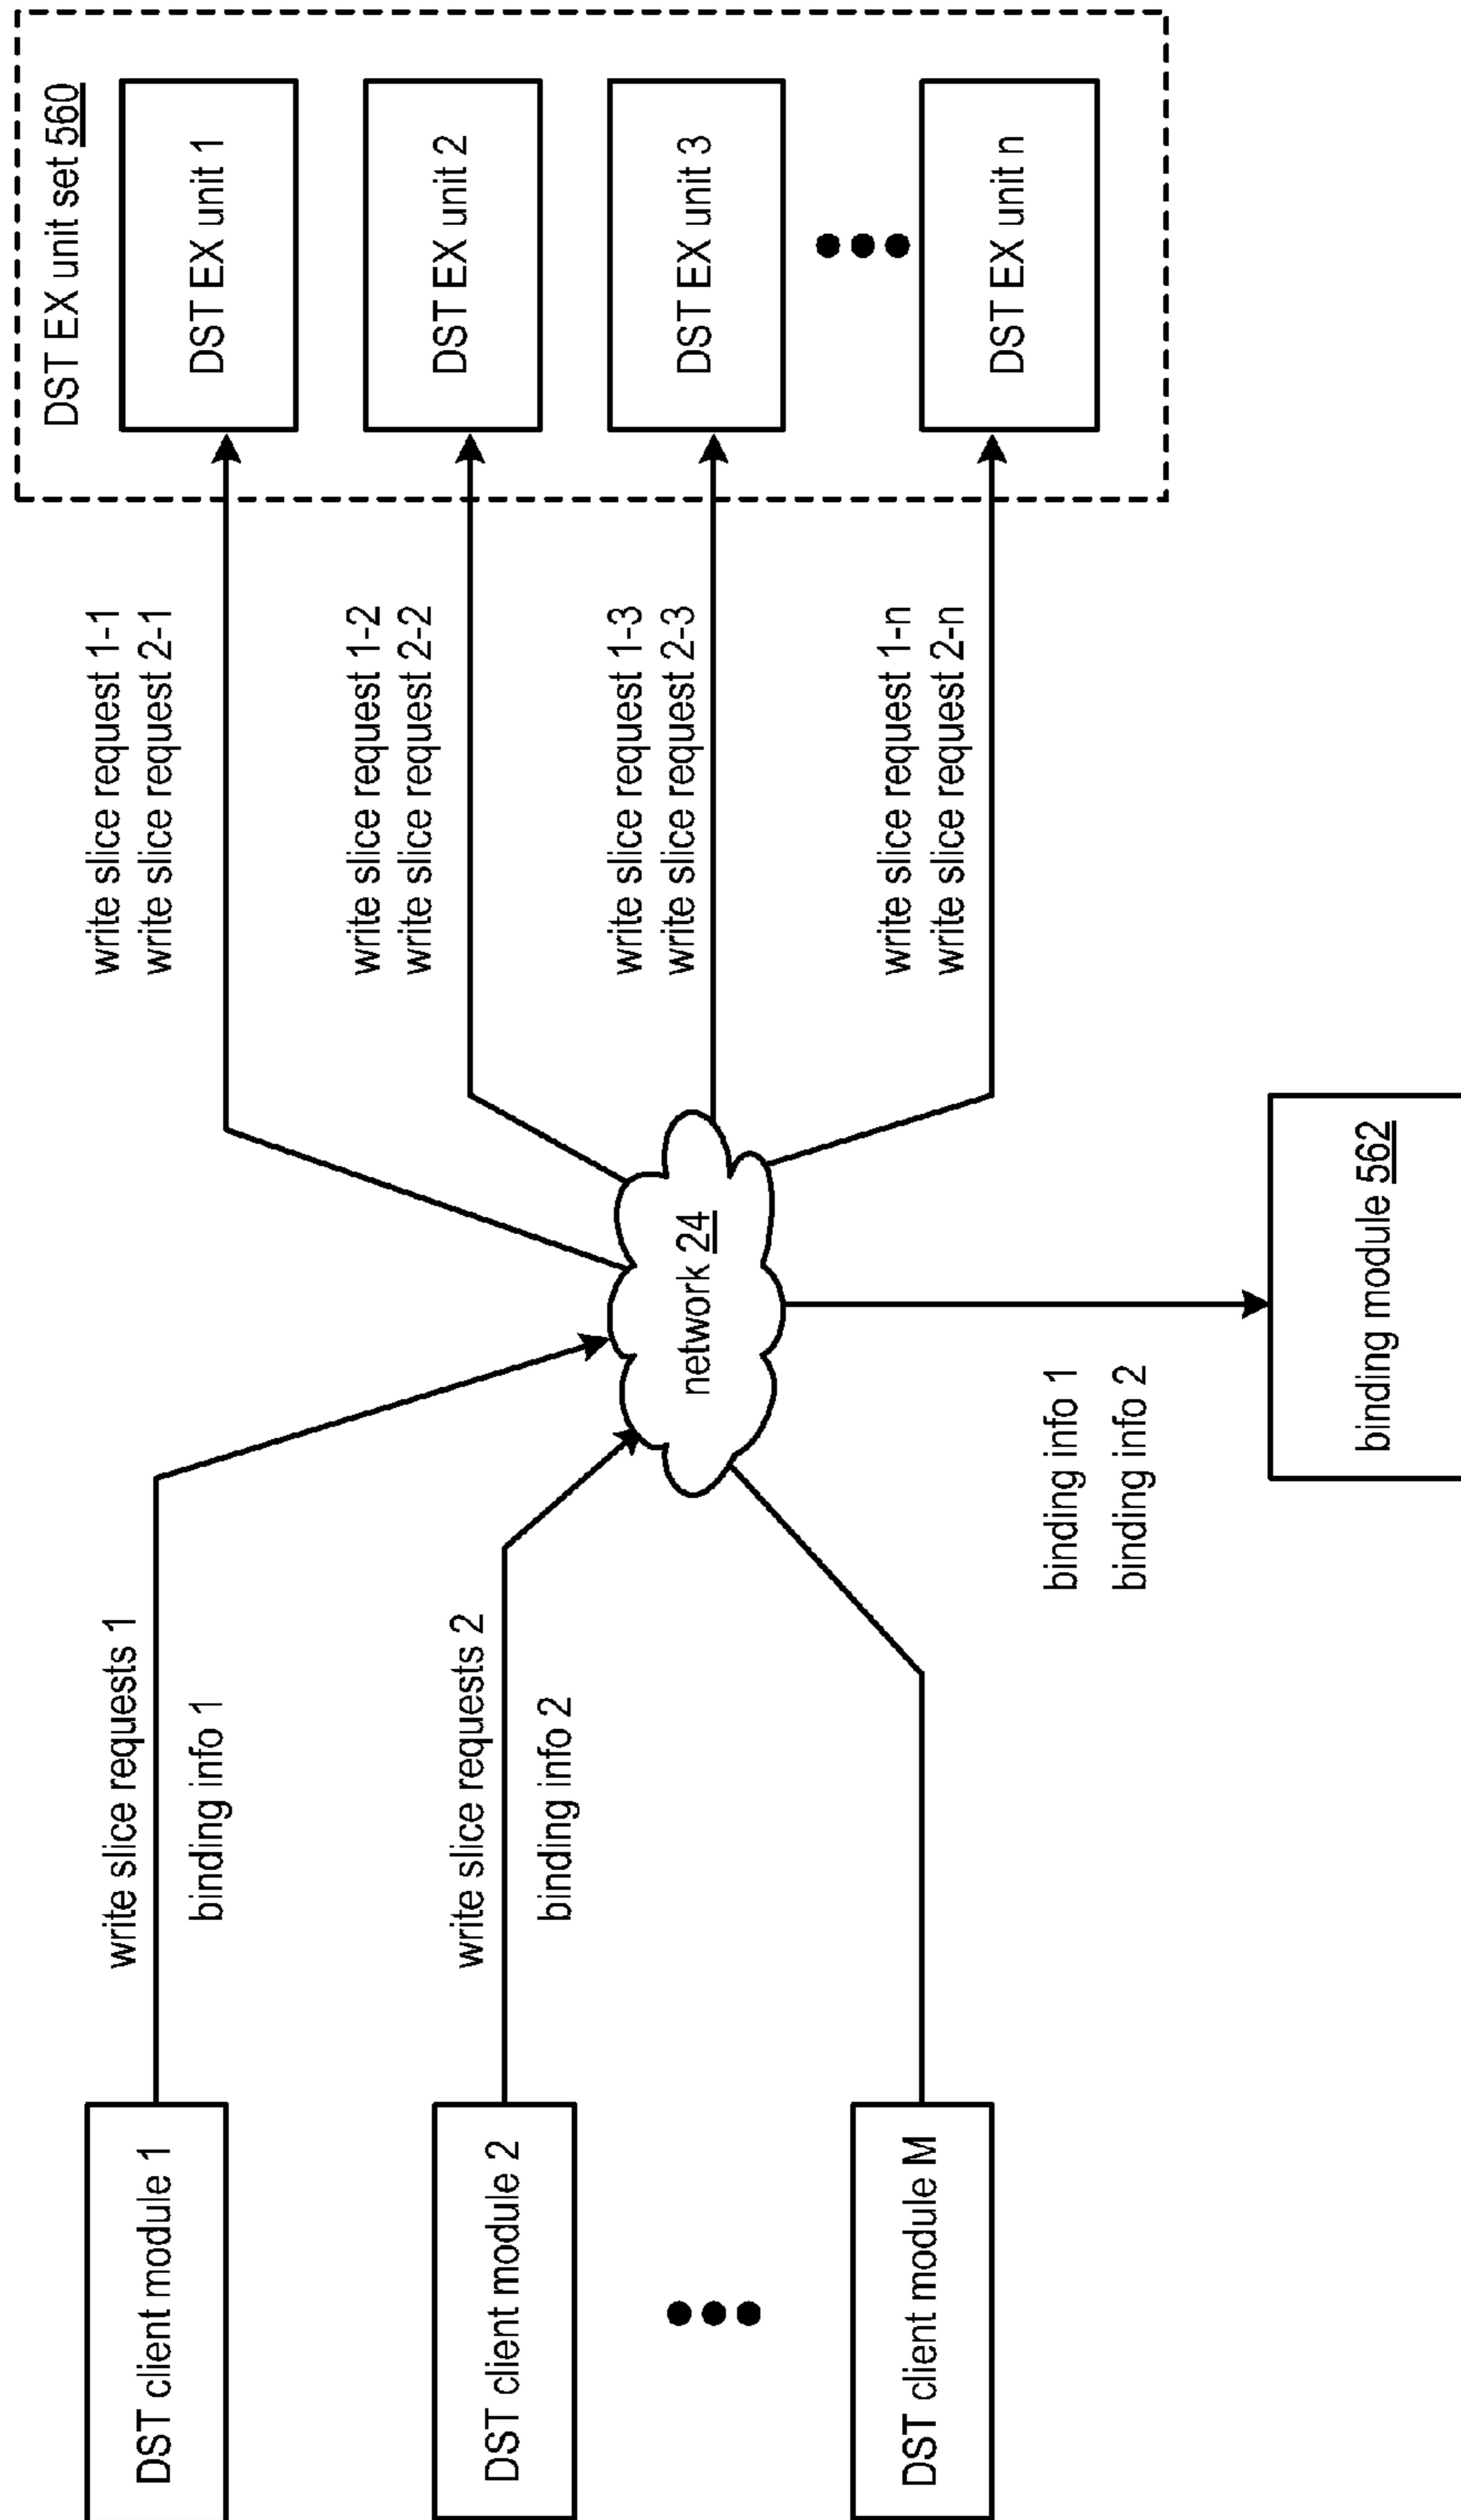 DST client module 1
write slice requests 1
binding info 1
DST client module 2
write slice requests 2
binding info 2
DST client module M
network 24
write slice request 1-1
write slice request 2-1
write slice request 1-2
write slice request 2-2
write slice request 1-3
write slice request 2-3
write slice request 1-n
write slice request 2-n
DST EX unit set 560
DST EX unit 1
DST EX unit 2
DST EX unit 3
DST EX unit n
binding info 1
binding info 2
binding module 562